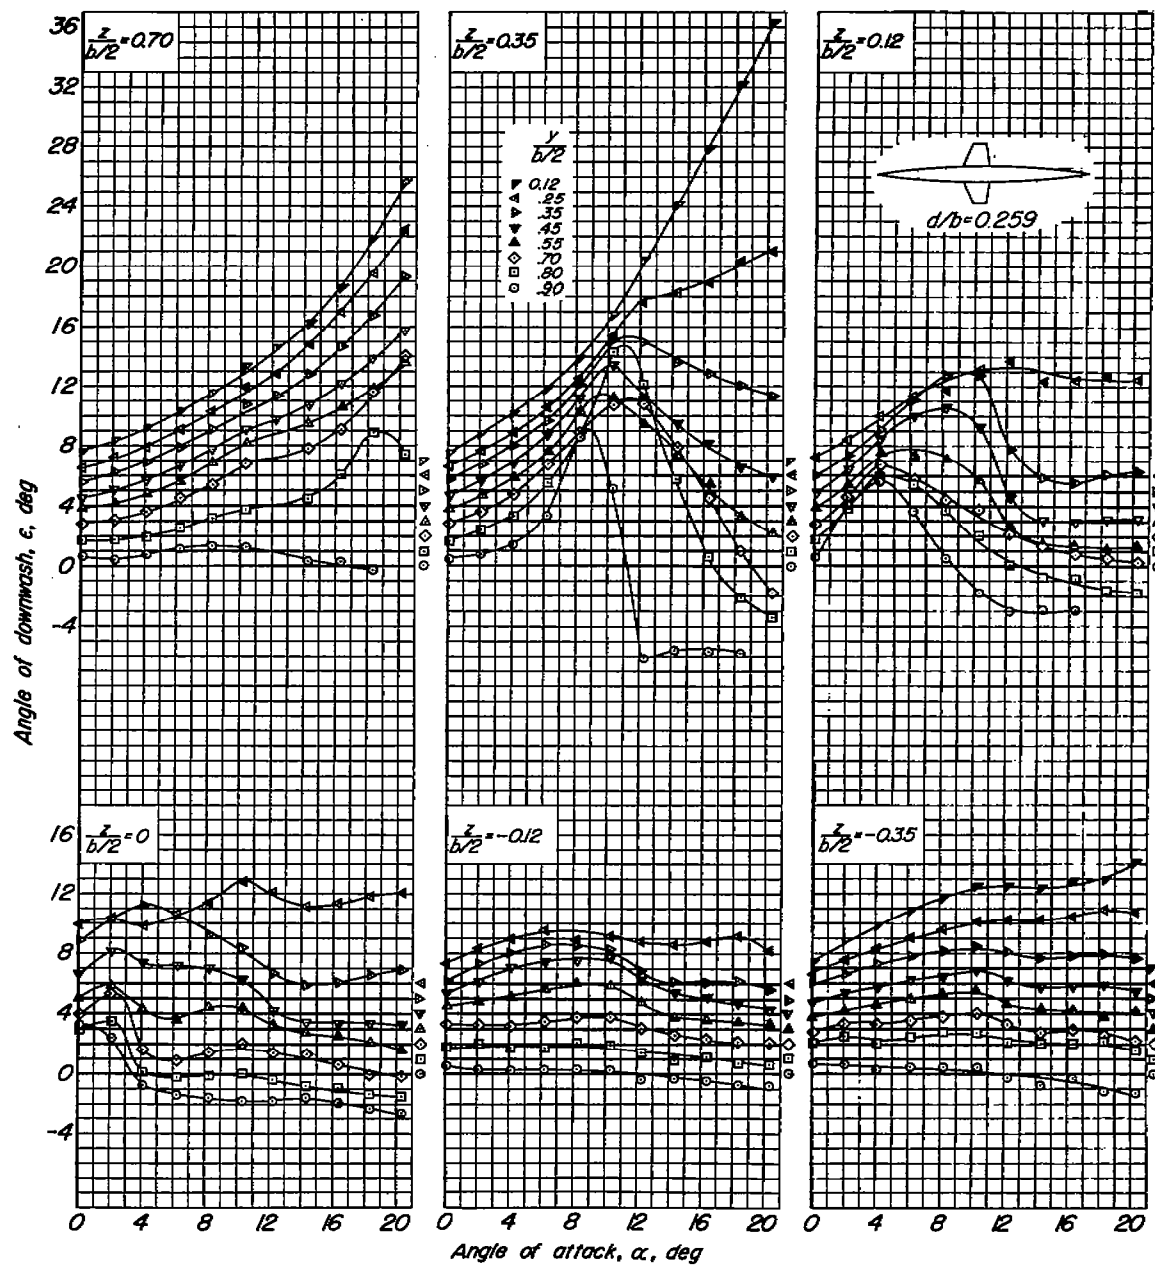 36
32
28
24
20
16
12
8
4
0
-4
z/b/2 = 0.70
z/b/2 = 0.35
y
b/2
0.12
.25
.35
.45
.55
.70
.80
.90
z/b/2 = 0.12
d/b=0.259
Angle of downwash, ε, deg
16
12
8
4
0
-4
z/b/2 = 0
z/b/2 = -0.12
z/b/2 = -0.35
0 4 8 12 16 20
0 4 8 12 16 20
0 4 8 12 16 20
Angle of attack, α, deg